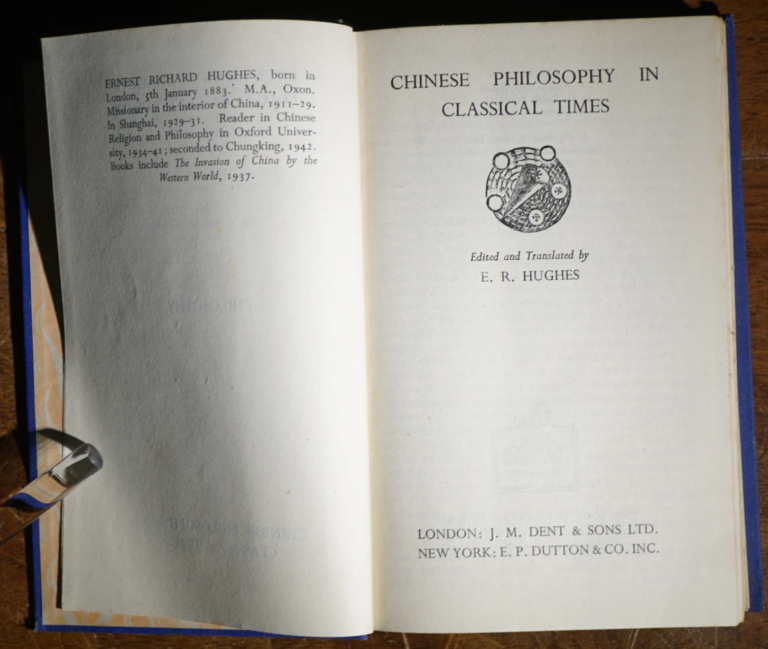 ERNEST RICHARD HUGHES, born in
London, 5th January 1883. M.A., Oxon.
Missionary in the interior of China, 1911–29.
In Shanghai, 1929–31. Reader in Chinese
Religion and Philosophy in Oxford Univer-
sity, 1934–41; seconded to Chungking, 1942.
Books include The Invasion of China by the
Western World, 1937.
CHINESE PHILOSOPHY IN
CLASSICAL TIMES
Edited and Translated by
E. R. HUGHES
LONDON: J. M. DENT & SONS LTD.
NEW YORK: E. P. DUTTON & CO. INC.